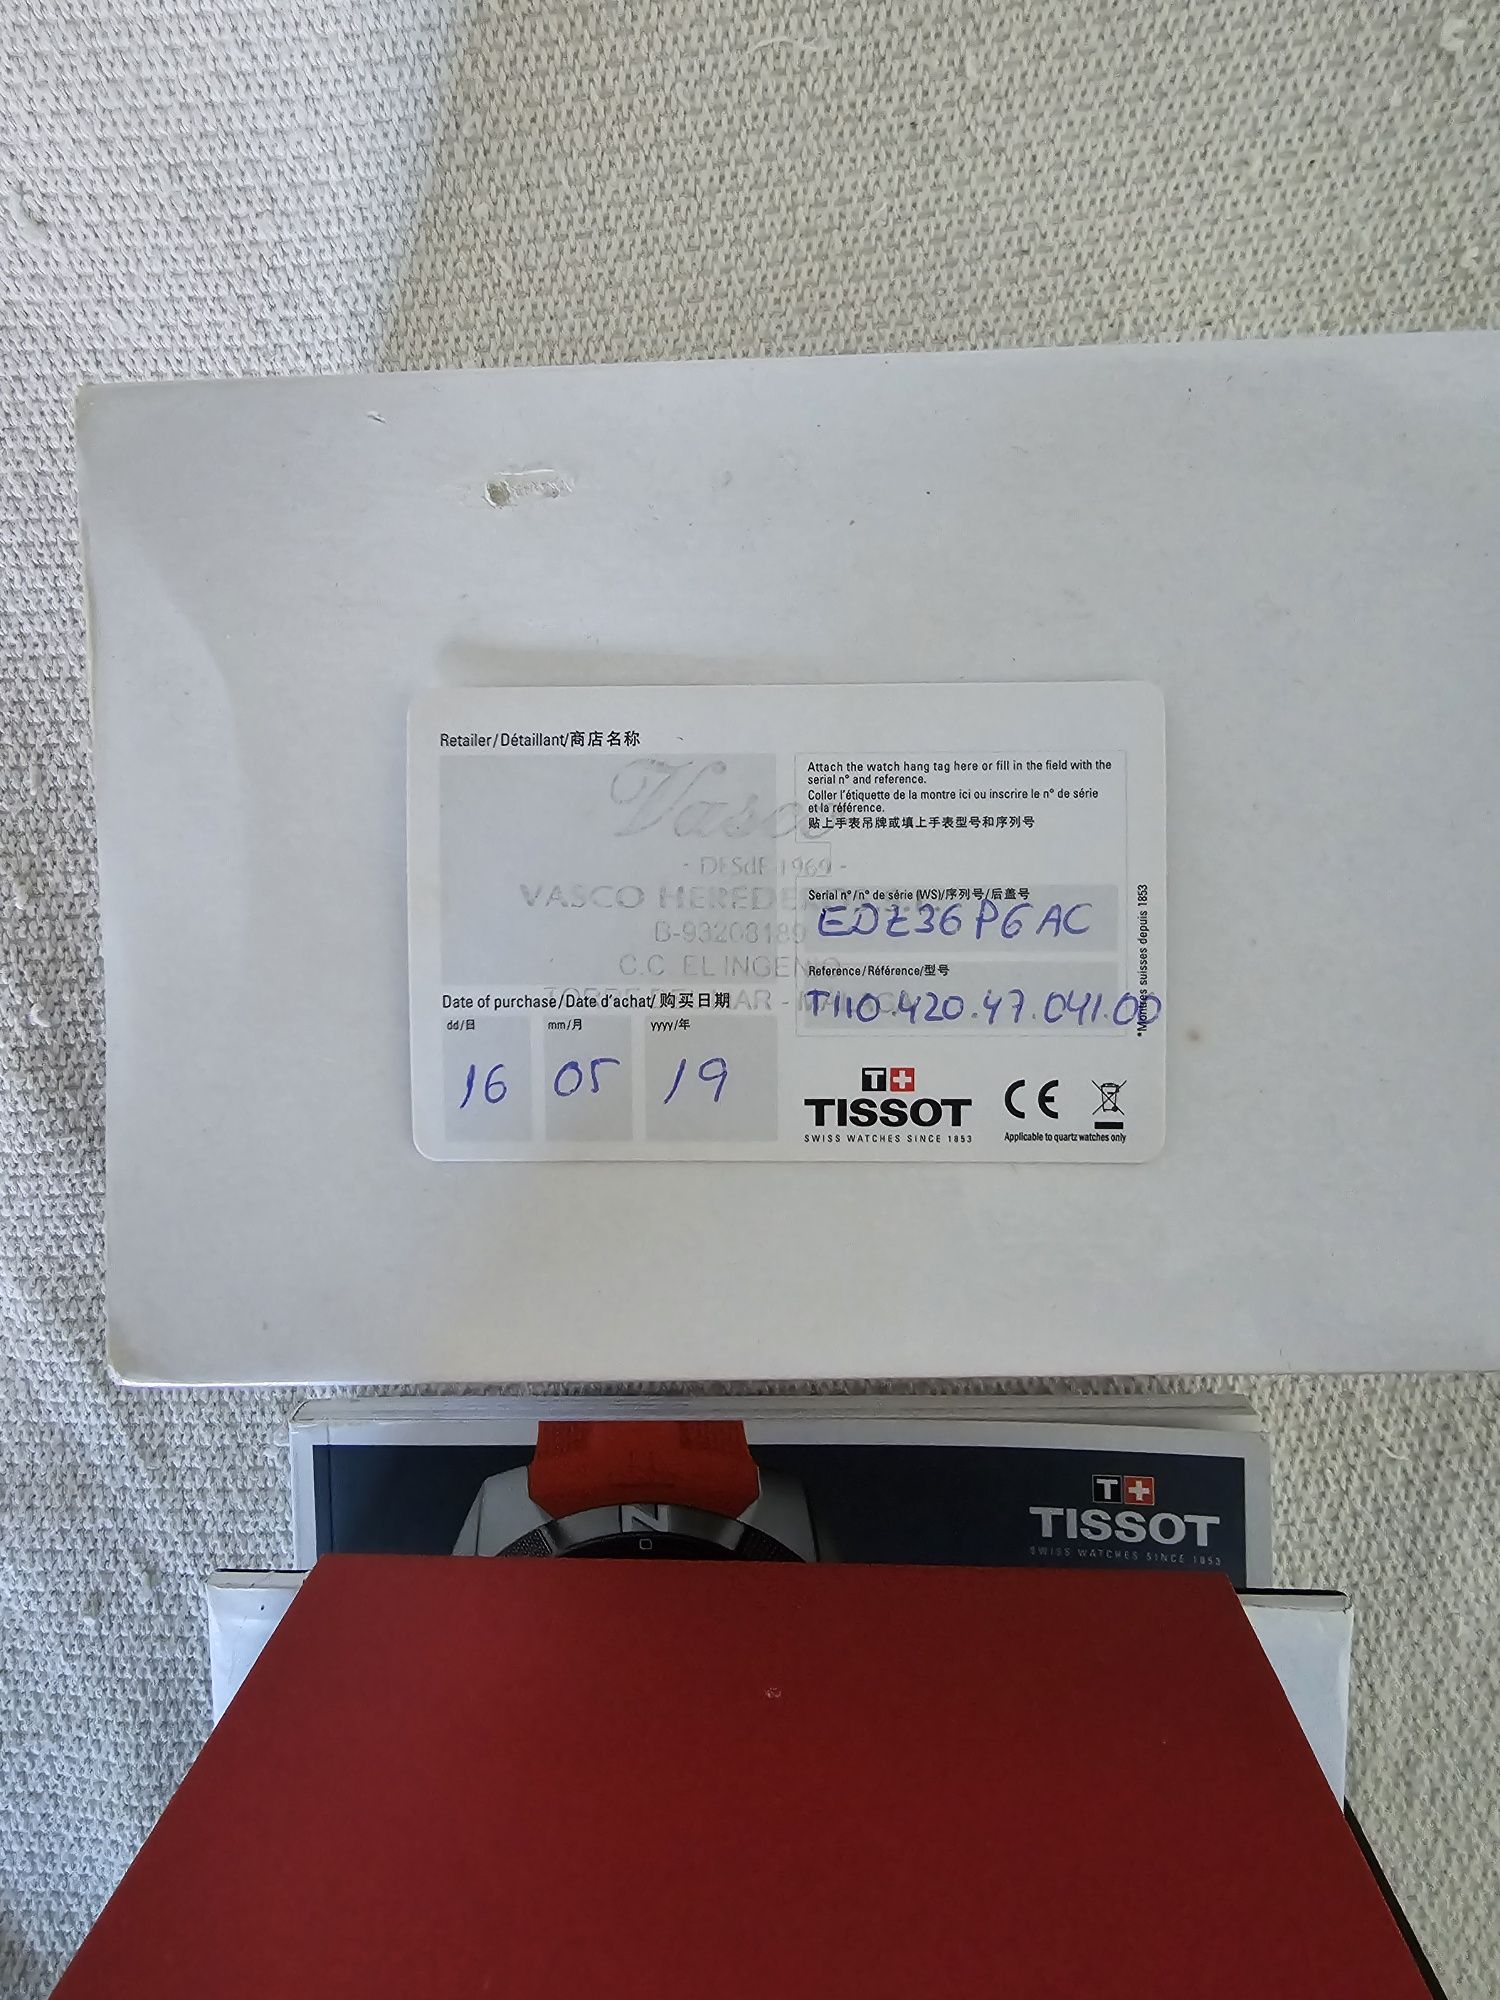 Retailer/Détaillant/商店名称
Vasco
- DESdE 1969 -
VASCO
B-93208189
C.C. EL INGENIO
Date of purchase/Date d'achat/购买日期
dd/日 mm/月 yyyy/年
16 05 19
Attach the watch hang tag here or fill in the field with the
serial n° and reference.
Coller l'étiquette de la montre ici ou inscrire le n° de série
et la référence.
贴上手表吊牌或填上手表型号和序列号
Serial n°/n° de série (WS)/序列号/后盖号
EDZ36P6AC
Reference/Référence/型号
T110.420.47.041.00
*Montres suisses depuis 1853
T+
TISSOT
SWISS WATCHES SINCE 1853
CE
Applicable to quartz watches only
N
0
T+
TISSOT
SWISS WATCHES SINCE 1853